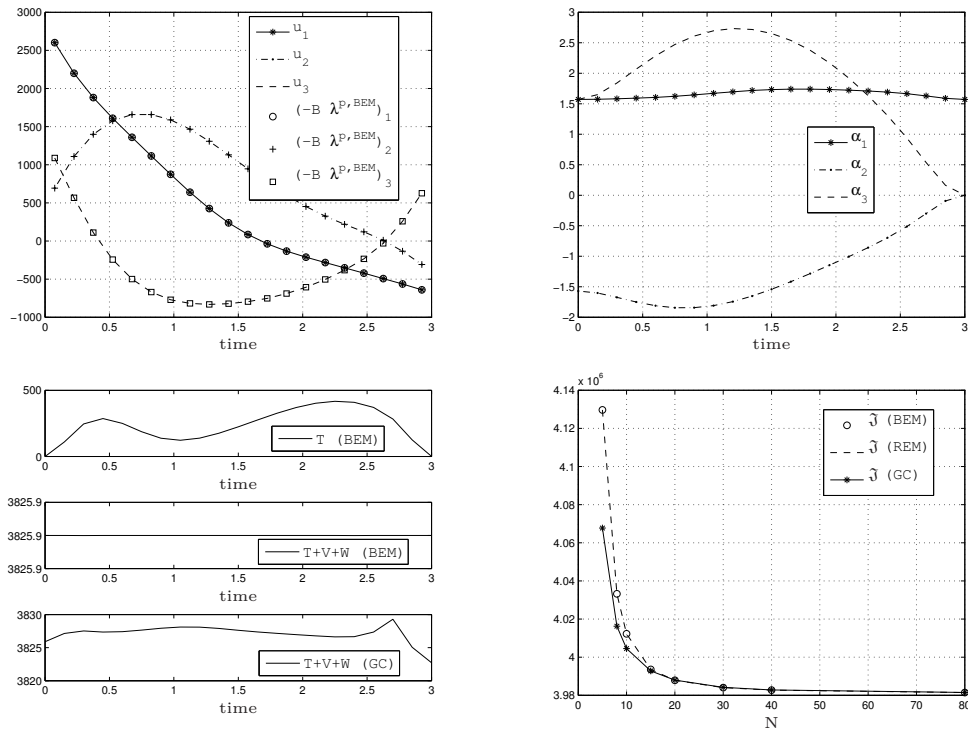 3000
2500
2000
1500
1000
500
0
−500
−1000
0 0.5 1 1.5 2 2.5 3
time
u1
u2
u3
(-B λp,BEM)1
(-B λp,BEM)2
(-B λp,BEM)3
3
2.5
2
1.5
1
0.5
0
−0.5
−1
−1.5
−2
0 0.5 1 1.5 2 2.5 3
time
α1
α2
α3
500
0
0 0.5 1 1.5 2 2.5 3
T (BEM)
time
3825.9
3825.9
3825.9
0 0.5 1 1.5 2 2.5 3
T+V+W (BEM)
time
3830
3825
3820
0 0.5 1 1.5 2 2.5 3
T+V+W (GC)
time
x 10^6
4.14
4.12
4.1
4.08
4.06
4.04
4.02
4
3.98
0 10 20 30 40 50 60 70 80
N
𝔍 (BEM)
𝔍 (REM)
𝔍 (GC)